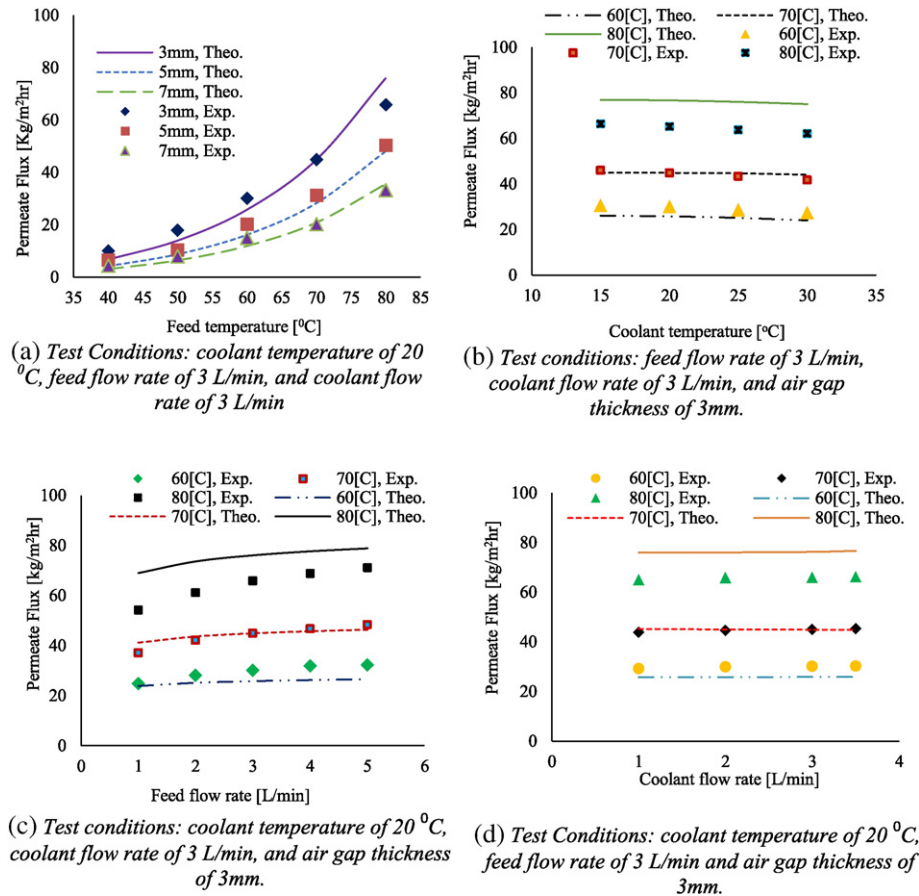 100
80
60
40
20
0
Permeate Flux [Kg/m²hr]
3mm, Theo.
5mm, Theo.
7mm, Theo.
3mm, Exp.
5mm, Exp.
7mm, Exp.
35 40 45 50 55 60 65 70 75 80 85
Feed temperature [⁰C]
(a) Test Conditions: coolant temperature of 20
⁰C, feed flow rate of 3 L/min, and coolant flow
rate of 3 L/min
60[C], Theo. 70[C], Theo.
80[C], Theo. 60[C], Exp.
70[C], Exp. 80[C], Exp.
100
80
60
40
20
0
Permeate Flux [kg/m²hr]
10 15 20 25 30 35
Coolant temperature [ºC]
(b) Test conditions: feed flow rate of 3 L/min,
coolant flow rate of 3 L/min, and air gap
thickness of 3mm.
60[C], Exp. 70[C], Exp.
80[C], Exp. 60[C], Theo.
70[C], Theo. 80[C], Theo.
100
80
60
40
20
0
Permeate Flux [kg/m²hr]
0 1 2 3 4 5 6
Feed flow rate [L/min]
(c) Test conditions: coolant temperature of 20 ⁰C,
coolant flow rate of 3 L/min, and air gap thickness
of 3mm.
60[C], Exp. 70[C], Exp.
80[C], Exp. 60[C], Theo.
70[C], Theo. 80[C], Theo.
100
80
60
40
20
0
Permeate Flux [kg/m²hr]
0 1 2 3 4
Coolant flow rate [L/min]
(d) Test Conditions: coolant temperature of 20 ⁰C,
feed flow rate of 3 L/min and air gap thickness of
3mm.